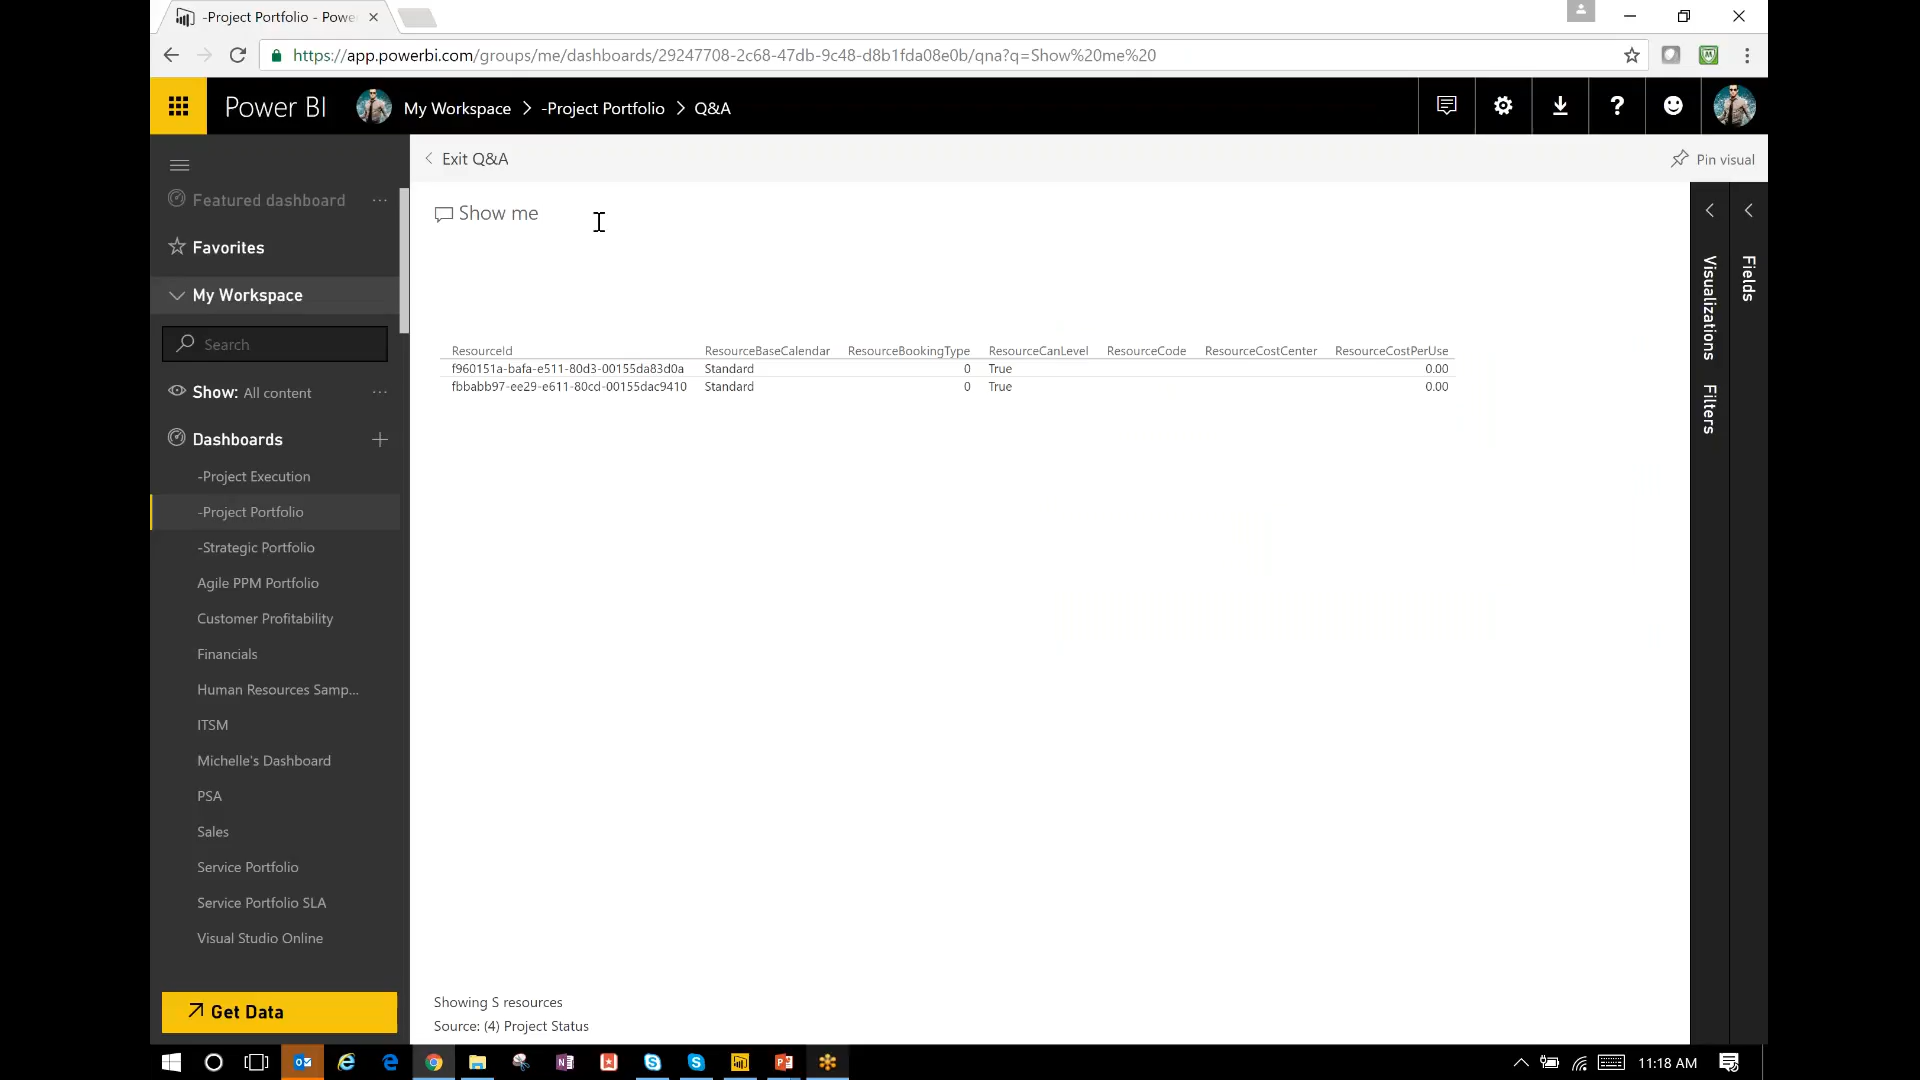 -Project Portfolio - Powe
https://app.powerbi.com/groups/me/dashboards/29247708-2c68-47db-9c48-d8b1fda08e0b/qna?q=Show%20me%20
Power BI
My Workspace > -Project Portfolio > Q&A
Exit Q&A
Pin visual
Featured dashboard ...
Favorites
My Workspace
Search
Show: All content ...
Dashboards
-Project Execution
-Project Portfolio
-Strategic Portfolio
Agile PPM Portfolio
Customer Profitability
Financials
Human Resources Samp...
ITSM
Michelle's Dashboard
PSA
Sales
Service Portfolio
Service Portfolio SLA
Visual Studio Online
Get Data
Show me
ResourceId ResourceBaseCalendar ResourceBookingType ResourceCanLevel ResourceCode ResourceCostCenter ResourceCostPerUse
f960151a-bafa-e511-80d3-00155da83d0a Standard 0 True 0.00
fbbabb97-ee29-e611-80cd-00155dac9410 Standard 0 True 0.00
Showing S resources
Source: (4) Project Status
Visualizations
Filters
Fields
11:18 AM